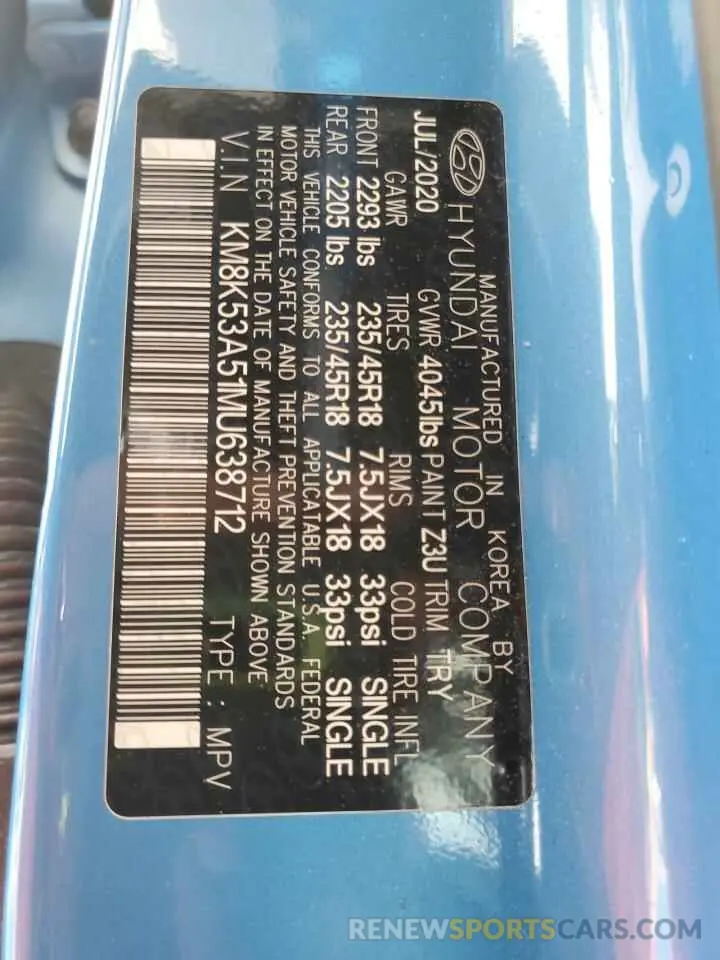 MANUFACTURED IN KOREA BY
HYUNDAI MOTOR COMPANY
JUL/2020 GVWR 4045lbs PAINT Z3U TRIM TRY
GAWR TIRES RIMS COLD TIRE INFL
FRONT 2293 lbs 235/45R18 7.5JX18 33psi SINGLE
REAR 2205 lbs 235/45R18 7.5JX18 33psi SINGLE
THIS VEHICLE CONFORMS TO ALL APPLICATABLE U.S.A. FEDERAL
MOTOR VEHICLE SAFETY AND THEFT PREVENTION STANDARDS
IN EFFECT ON THE DATE OF MANUFACTURE SHOWN ABOVE
V.I.N KM8K53A51MU638712 TYPE : MPV
RENEWSPORTSCARS.COM